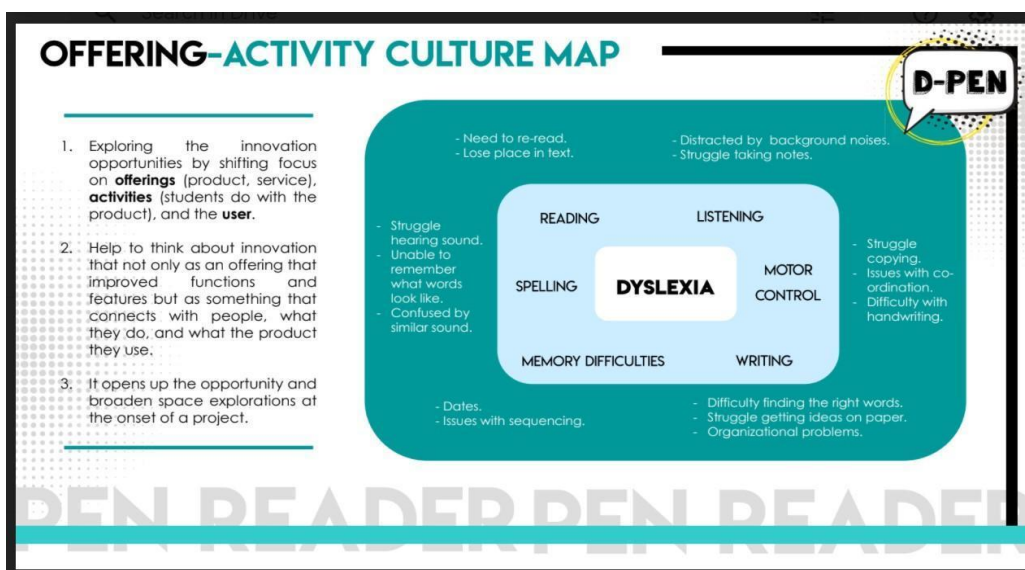 Search in Drive
OFFERING-ACTIVITY CULTURE MAP
D-PEN
1. Exploring the innovation
opportunities by shifting focus
on offerings (product, service),
activities (students do with the
product), and the user.
2. Help to think about innovation
that not only as an offering that
improved functions and
features but as something that
connects with people, what
they do, and what the product
they use.
3. It opens up the opportunity and
broaden space explorations at
the onset of a project.
- Need to re-read.
- Lose place in text.
- Distracted by background noises.
- Struggle taking notes.
- Struggle
hearing sound.
- Unable to
remember
what words
look like.
- Confused by
similar sound.
READING
LISTENING
SPELLING
DYSLEXIA
MOTOR
CONTROL
MEMORY DIFFICULTIES
WRITING
- Struggle
copying.
- Issues with co-
ordination.
- Difficulty with
handwriting.
- Dates.
- Issues with sequencing.
- Difficulty finding the right words.
- Struggle getting ideas on paper.
- Organizational problems.
PEN READER PEN READER